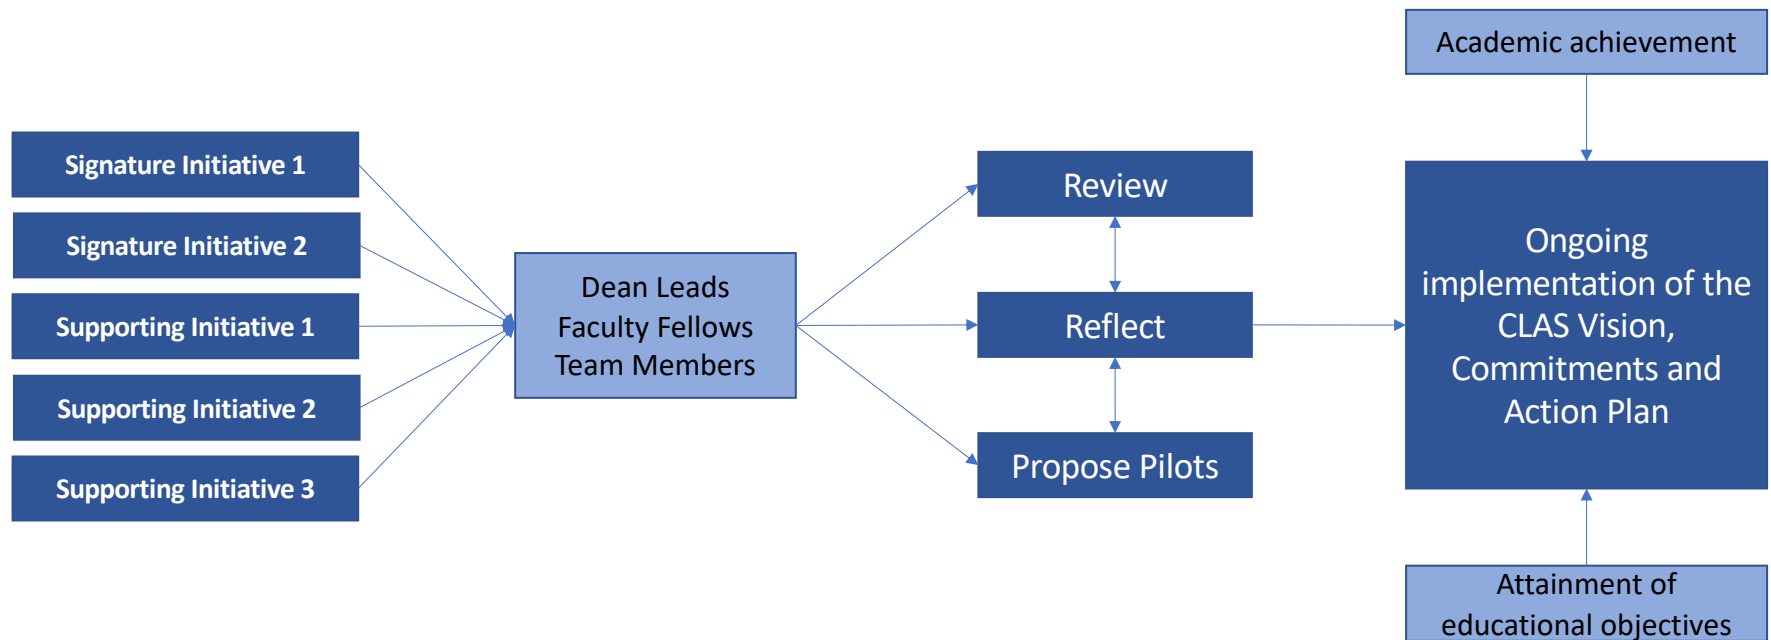 Academic achievement
Signature Initiative 1
Signature Initiative 2
Supporting Initiative 1
Supporting Initiative 2
Supporting Initiative 3
Dean Leads
Faculty Fellows
Team Members
Review
Reflect
Propose Pilots
Ongoing
implementation of the
CLAS Vision,
Commitments and
Action Plan
Attainment of
educational objectives